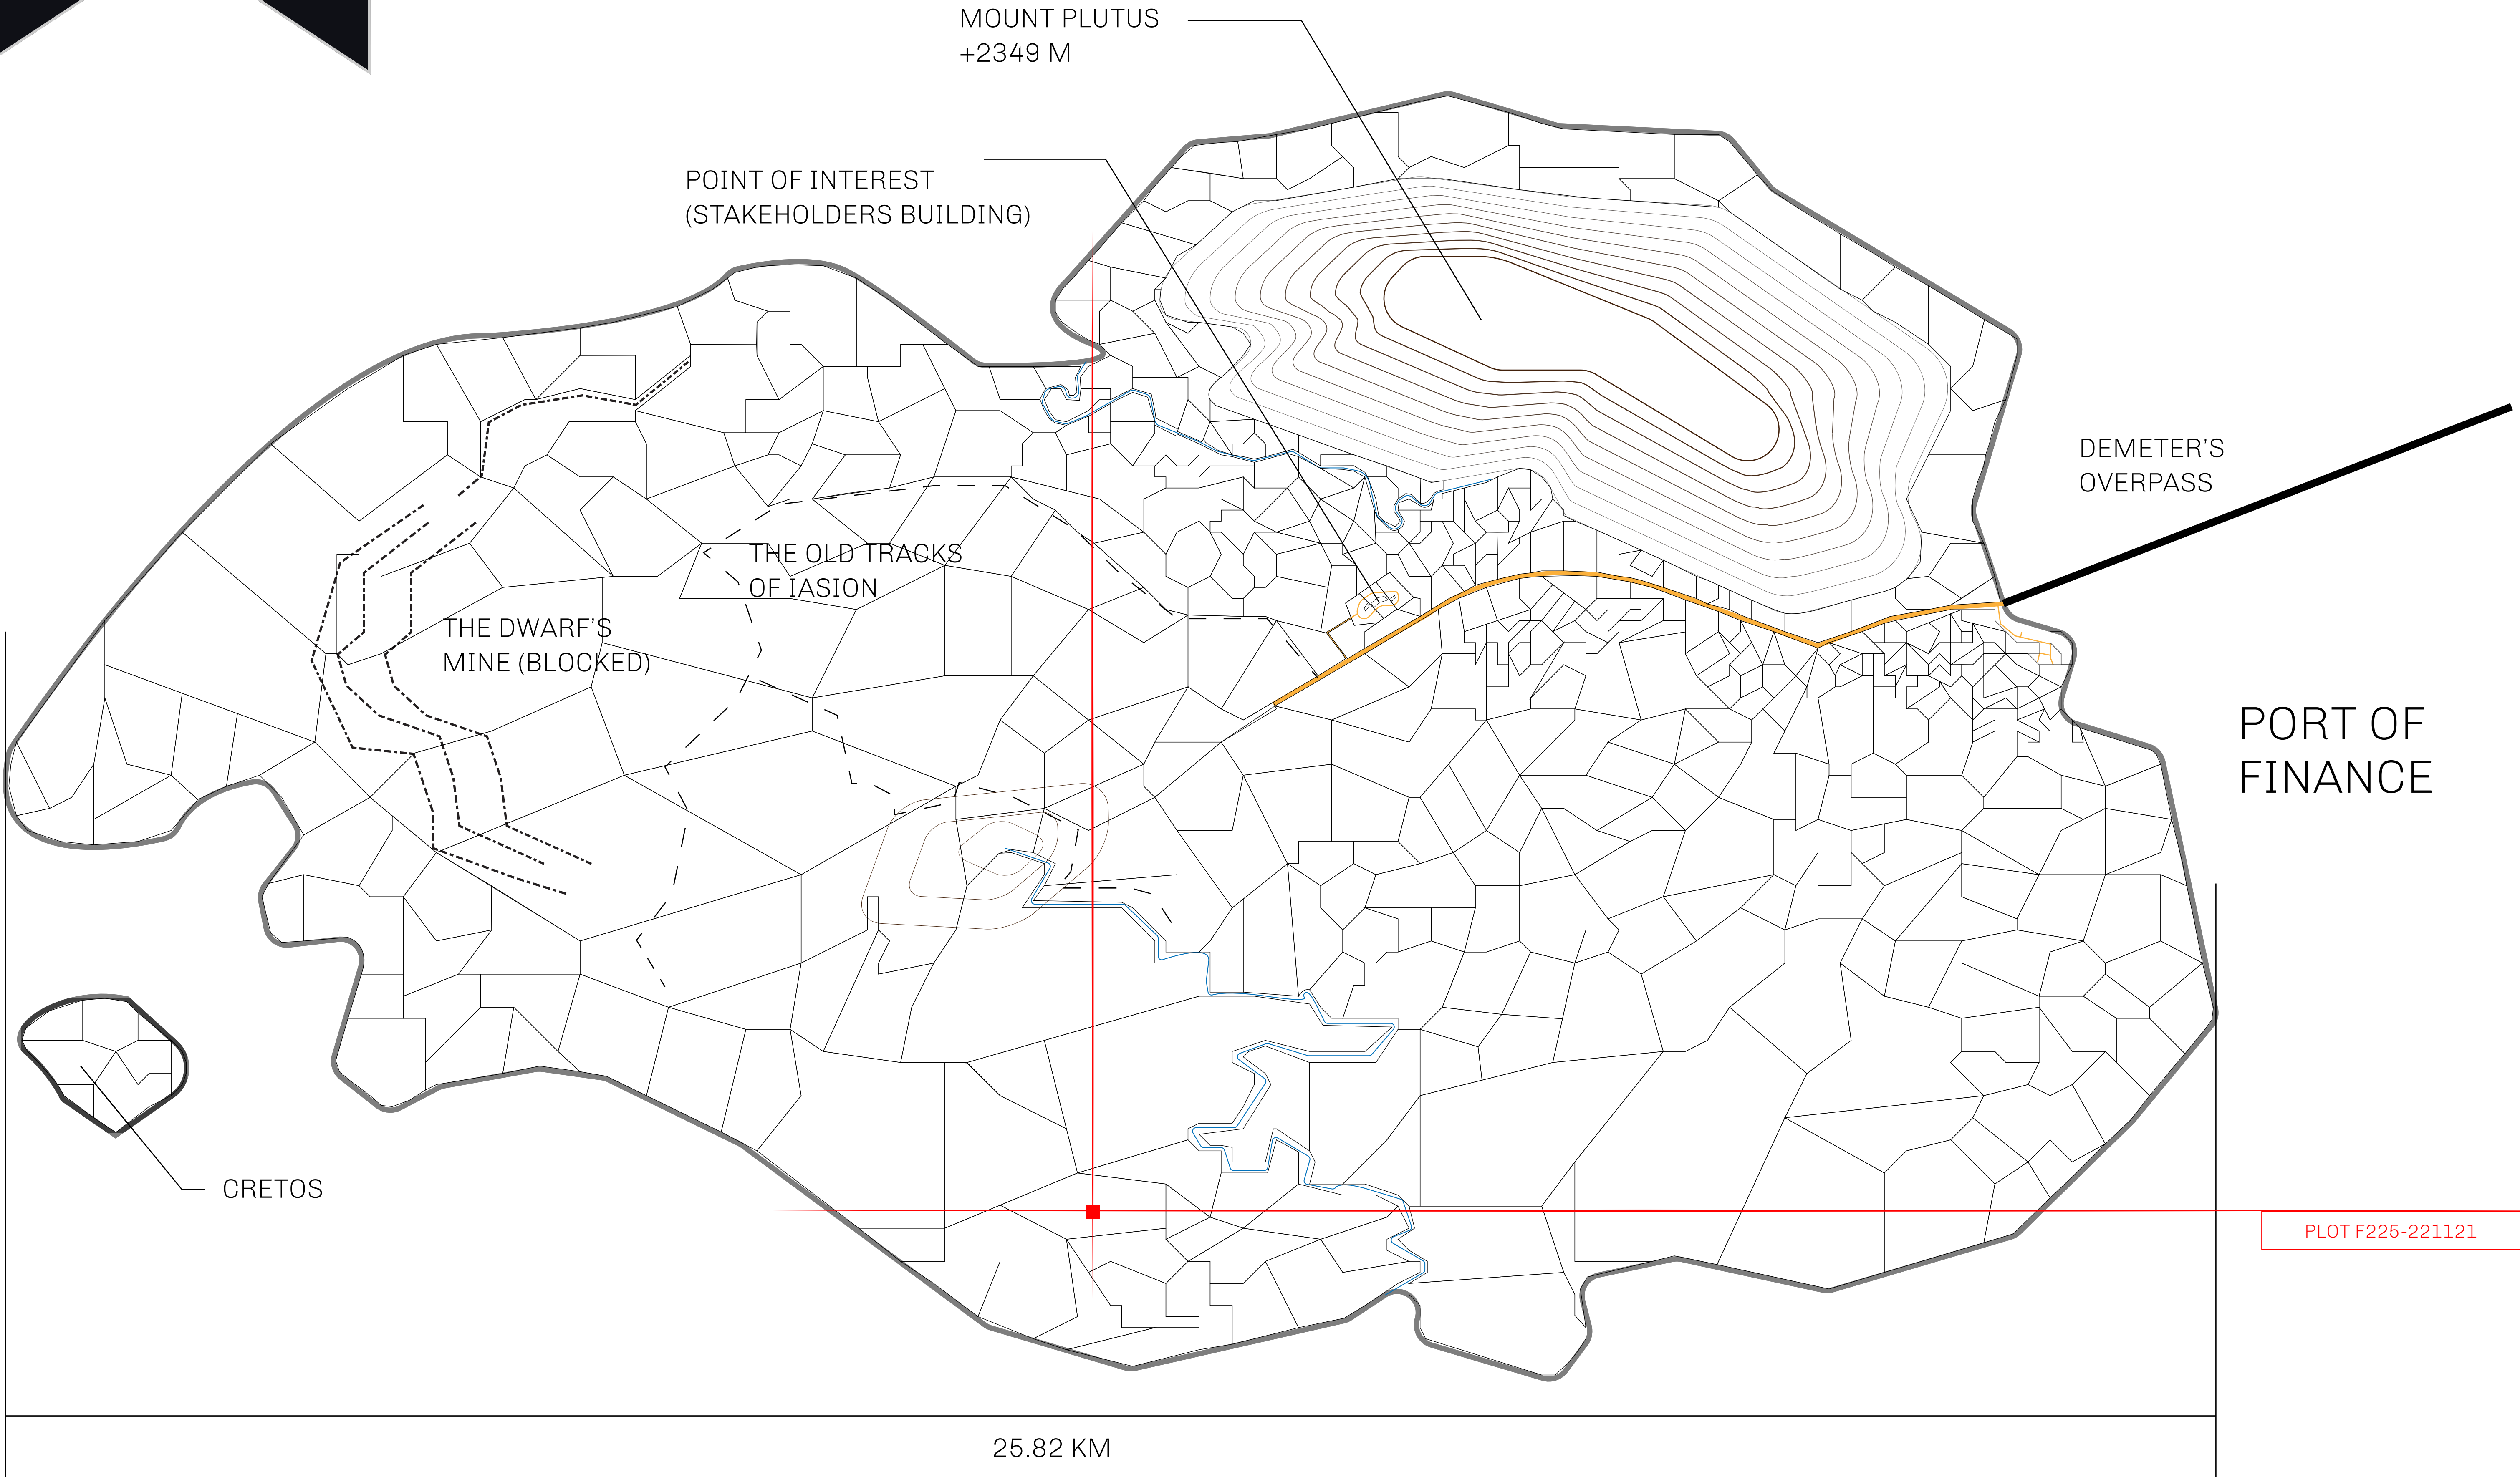 MOUNT PLUTUS
+2349 M
POINT OF INTEREST
(STAKEHOLDERS BUILDING)
DEMETER'S
OVERPASS
THE OLD TRACKS
OF IASION
THE DWARF'S
MINE (BLOCKED)
PORT OF
FINANCE
CRETOS
PLOT F225-221121
25.82 KM